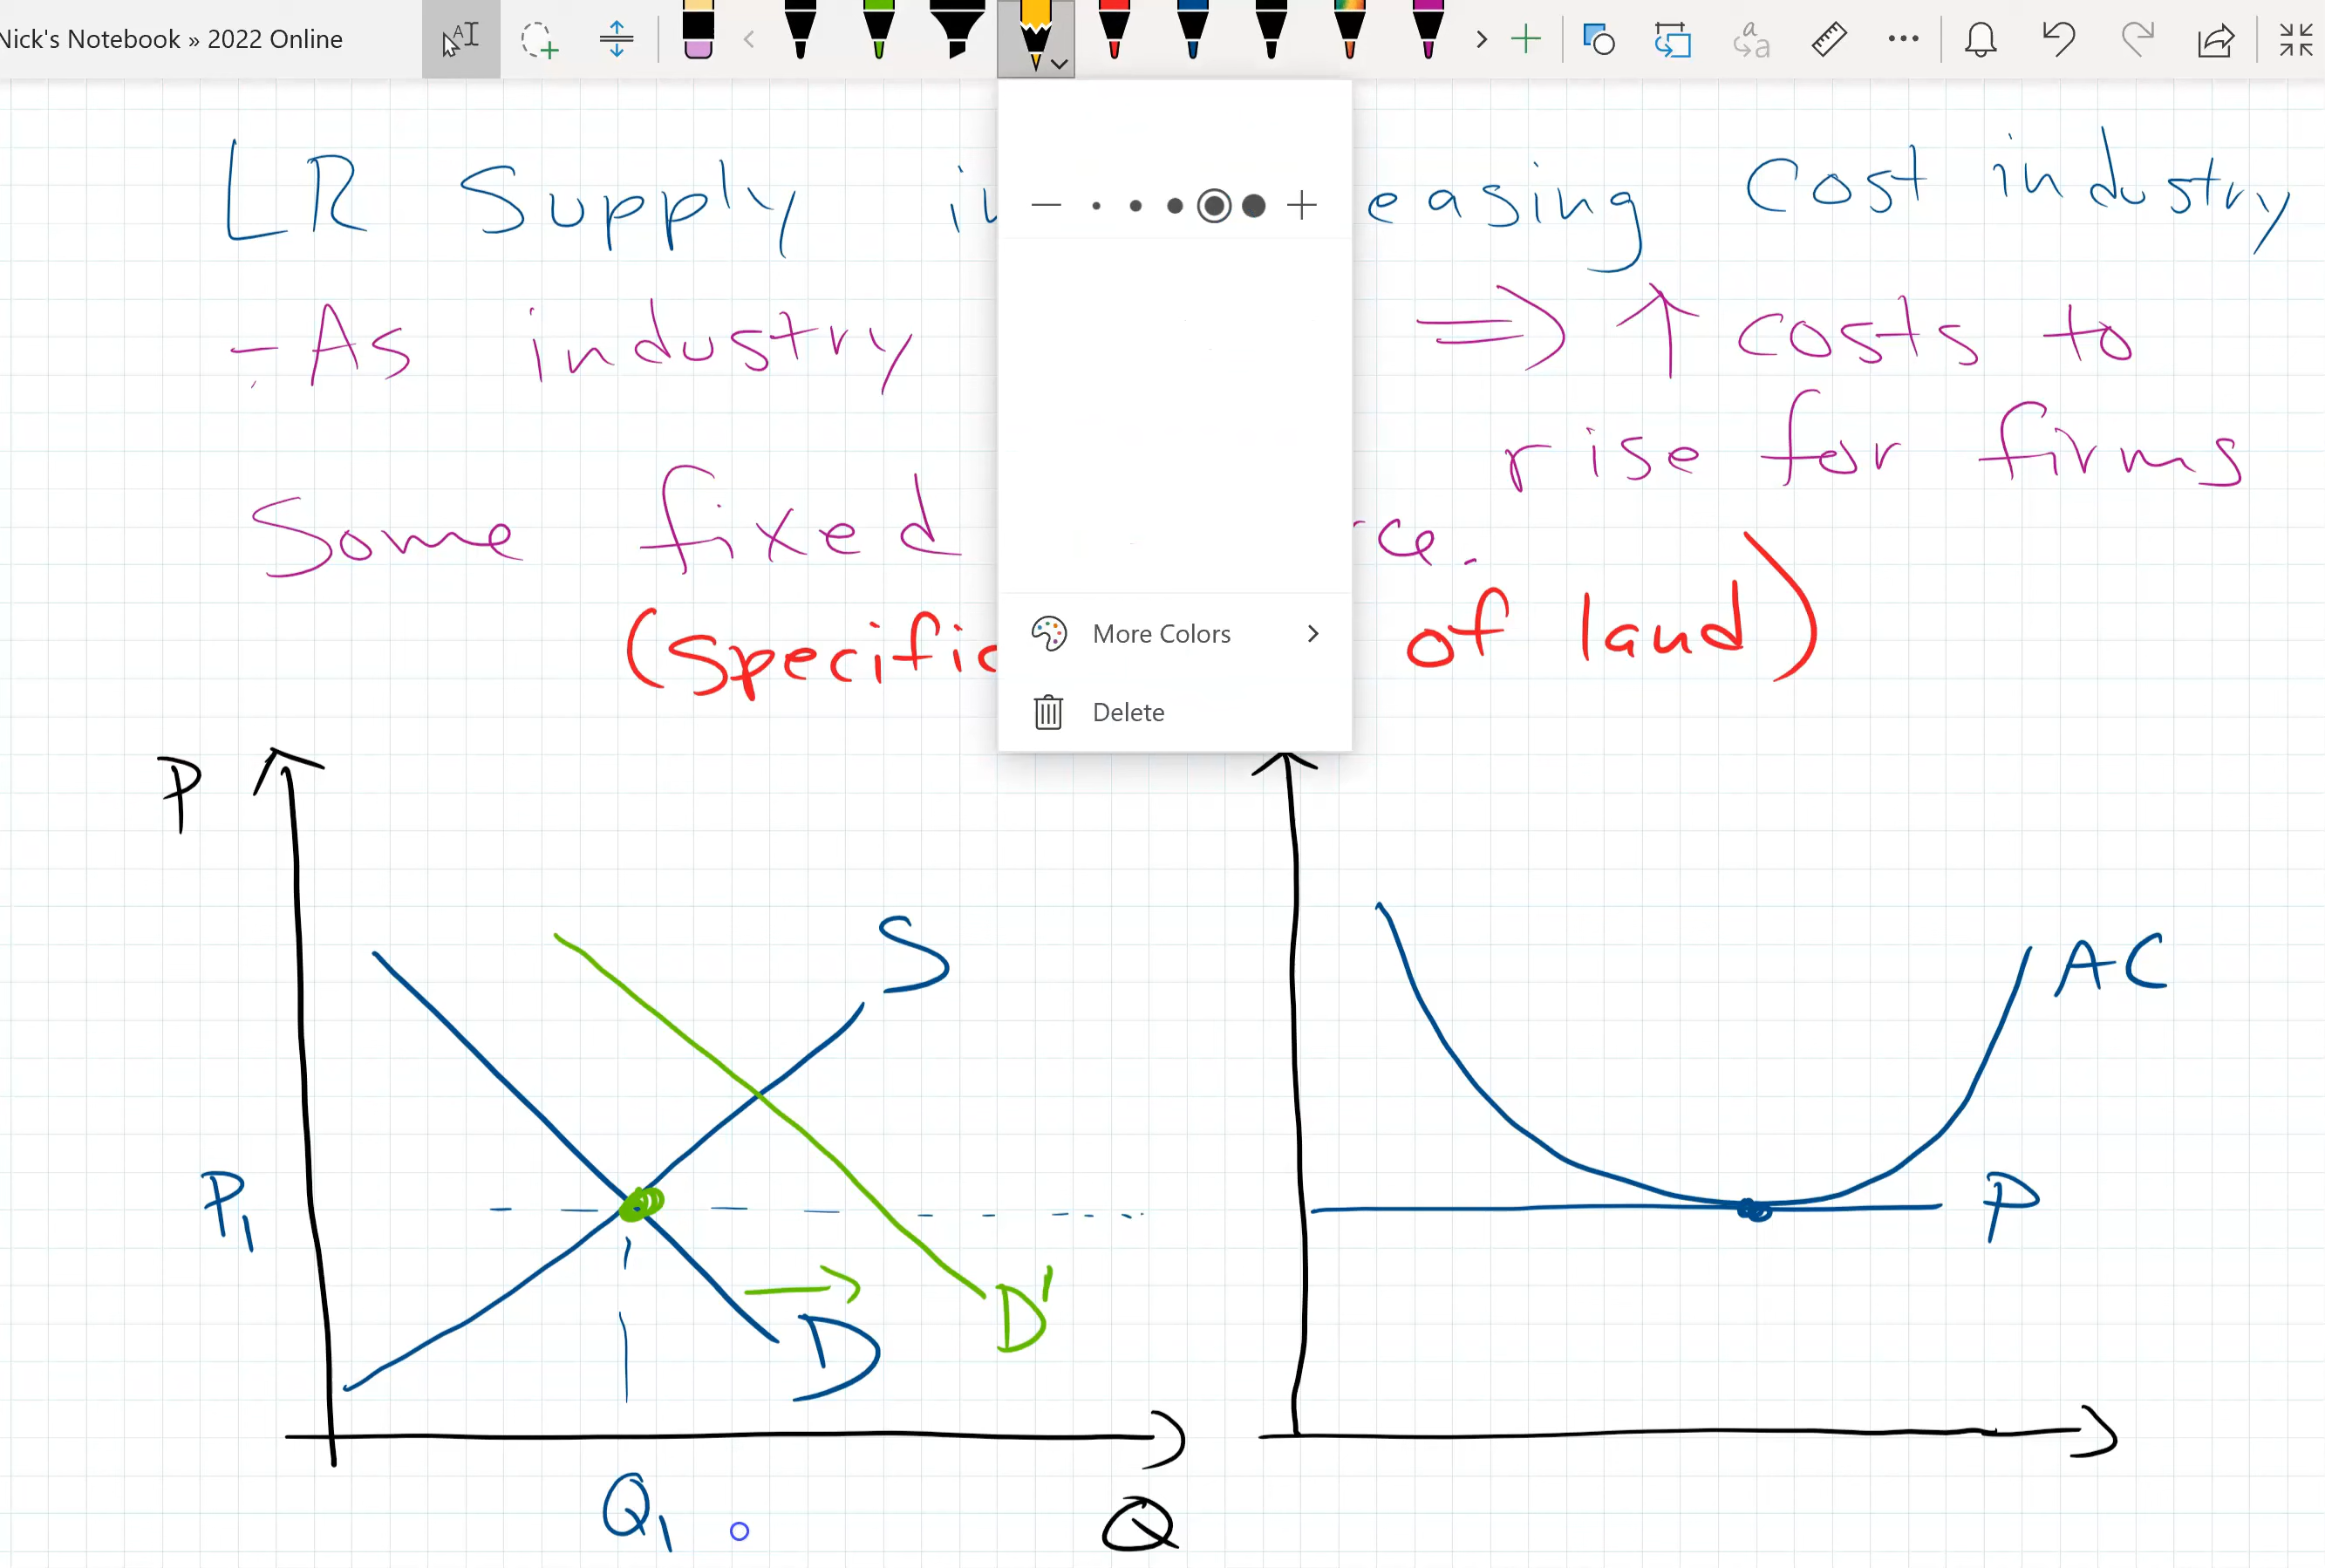 Nick's Notebook » 2022 Online
LR Supply easing Cost industry
- As industry ⇒ ↑ costs to
rise for firms
Some fixed
(specific of land)
More Colors
Delete
P
S
AC
P1
P
D'
D
Q1
Q